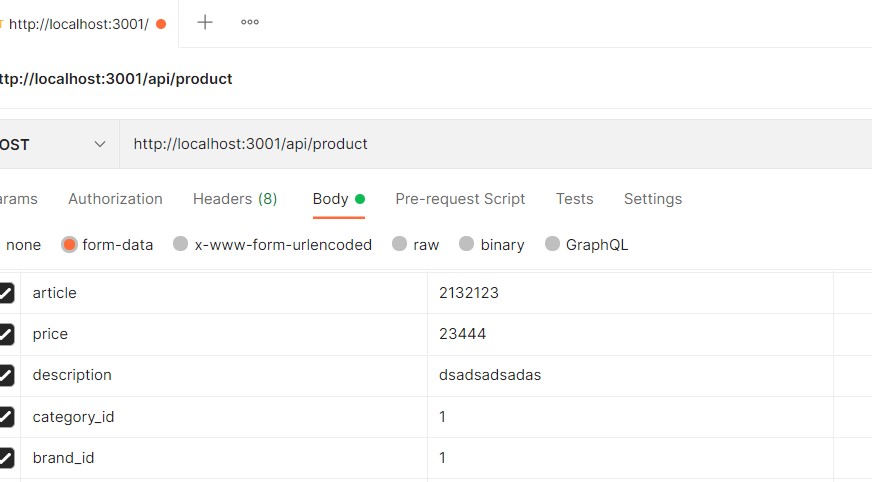 http://localhost:3001/
ttp://localhost:3001/api/product
OST http://localhost:3001/api/product
arams Authorization Headers (8) Body Pre-request Script Tests Settings
none form-data x-www-form-urlencoded raw binary GraphQL
article 2132123
price 23444
description dsadsadsadas
category_id 1
brand_id 1